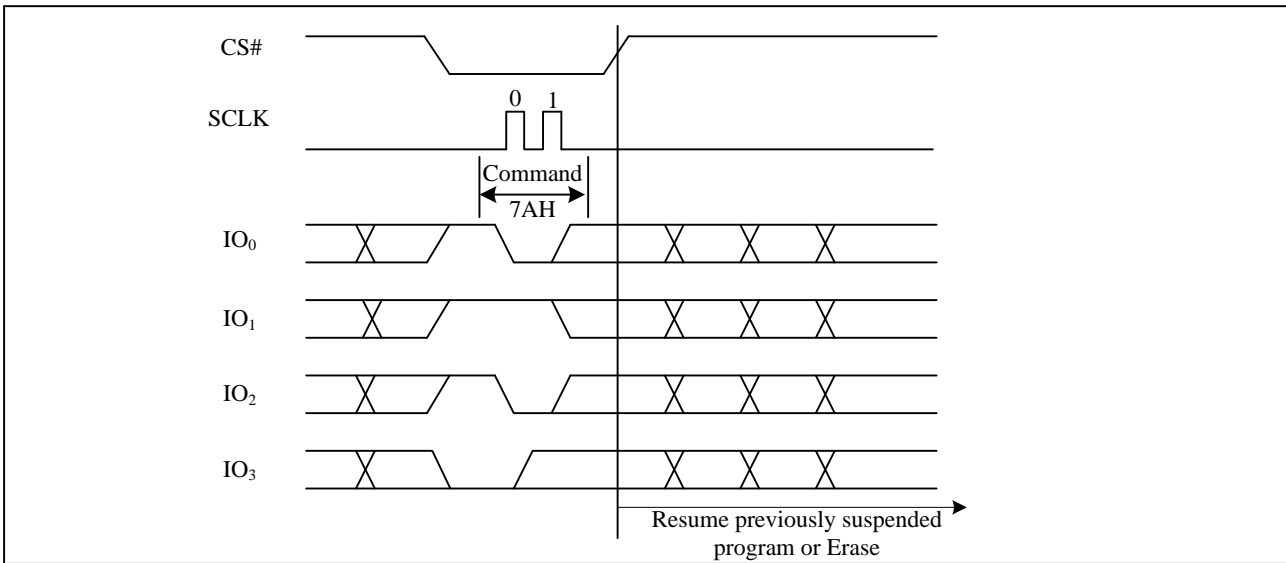 CS#
0 1
SCLK
Command
7AH
IO₀
IO₁
IO₂
IO₃
Resume previously suspended
program or Erase